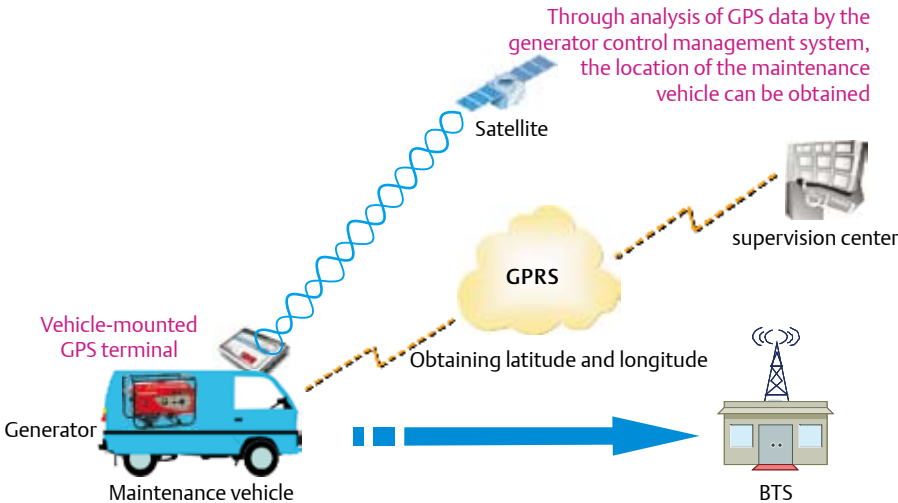 Through analysis of GPS data by the
generator control management system,
the location of the maintenance
vehicle can be obtained
Satellite
supervision center
GPRS
Vehicle-mounted
GPS terminal
Obtaining latitude and longitude
Generator
Maintenance vehicle
BTS